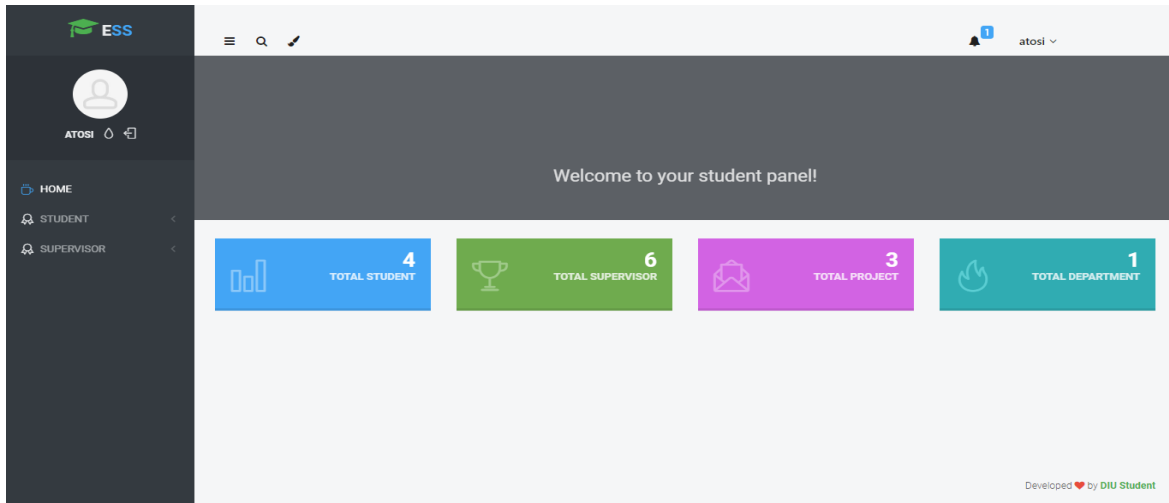 ESS
1
atosi
ATOSI
Welcome to your student panel!
HOME
STUDENT
SUPERVISOR
4
TOTAL STUDENT
6
TOTAL SUPERVISOR
3
TOTAL PROJECT
1
TOTAL DEPARTMENT
Developed ❤ by DIU Student